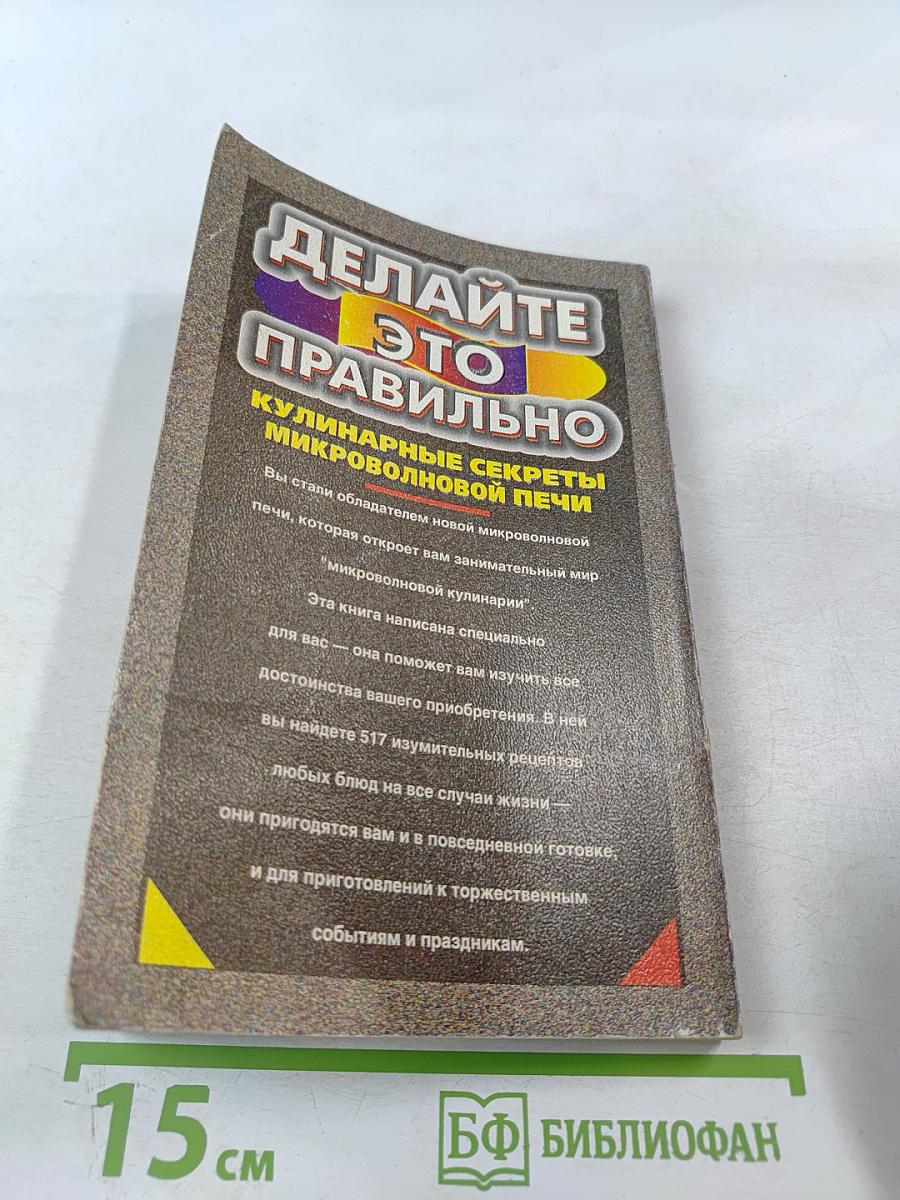 ДЕЛАЙТЕ
ЭТО
ПРАВИЛЬНО
КУЛИНАРНЫЕ СЕКРЕТЫ
МИКРОВОЛНОВОЙ ПЕЧИ
Вы стали обладателем новой микроволновой
печи, которая откроет вам занимательный мир
"микроволновой кулинарии".
Эта книга написана специально
для вас — она поможет вам изучить все
достоинства вашего приобретения. В ней
вы найдете 517 изумительных рецептов
любых блюд на все случаи жизни—
они пригодятся вам и в повседневной готовке,
и для приготовлений к торжественным
событиям и праздникам.
15 см
БФ БИБЛИОФАН